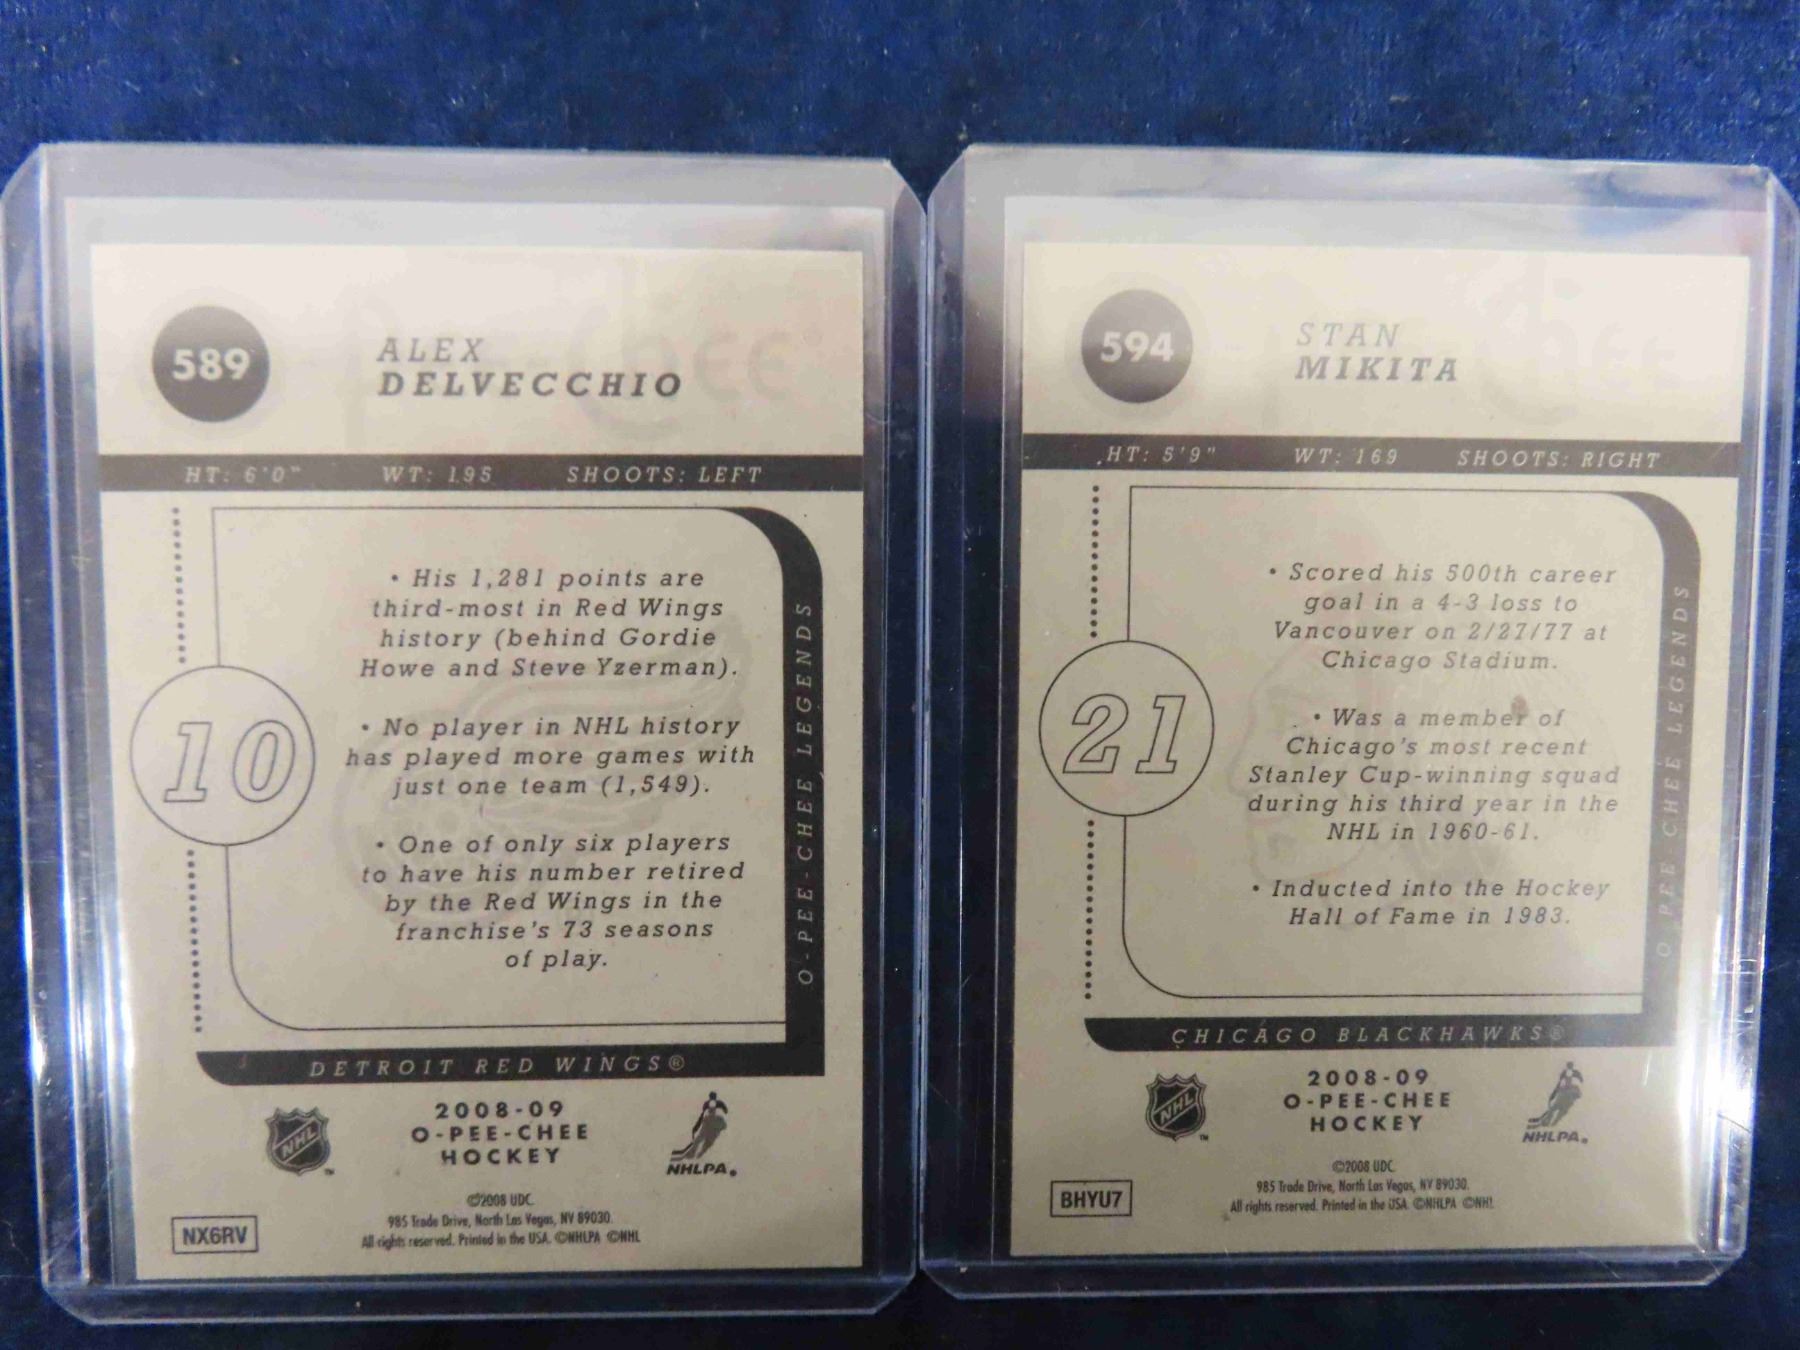 589
ALEX
DELVECCHIO
HT: 6'0" WT: 195 SHOOTS: LEFT
• His 1,281 points are
third-most in Red Wings
history (behind Gordie
Howe and Steve Yzerman).
• No player in NHL history
has played more games with
just one team (1,549).
• One of only six players
to have his number retired
by the Red Wings in the
franchise's 73 seasons
of play.
10
O-PEE-CHEE LEGENDS
DETROIT RED WINGS®
NHL ™
2008-09
O-PEE-CHEE
HOCKEY
NHLPA.
©2008 UDC.
985 Trade Drive, North Las Vegas, NV 89030.
All rights reserved. Printed in the USA. ©NHLPA ©NHL
NX6RV
594
STAN
MIKITA
HT: 5'9" WT: 169 SHOOTS: RIGHT
• Scored his 500th career
goal in a 4-3 loss to
Vancouver on 2/27/77 at
Chicago Stadium.
• Was a member of
Chicago's most recent
Stanley Cup-winning squad
during his third year in the
NHL in 1960-61.
• Inducted into the Hockey
Hall of Fame in 1983.
21
O-PEE-CHEE LEGENDS
CHICAGO BLACKHAWKS®
NHL ™
2008-09
O-PEE-CHEE
HOCKEY
NHLPA.
©2008 UDC.
985 Trade Drive, North Las Vegas, NV 89030.
All rights reserved. Printed in the USA. ©NHLPA ©NHL
BHYU7